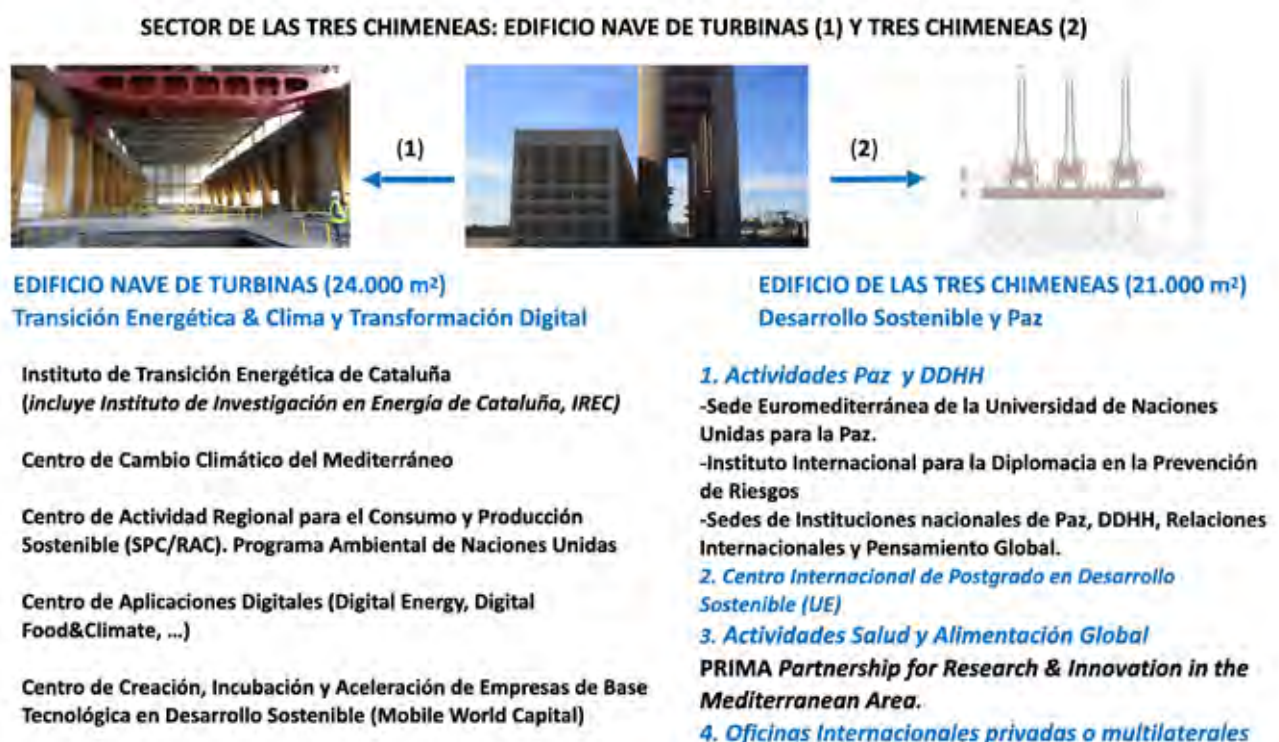 SECTOR DE LAS TRES CHIMENEAS: EDIFICIO NAVE DE TURBINAS (1) Y TRES CHIMENEAS (2)
(1)
(2)
EDIFICIO NAVE DE TURBINAS (24.000 m²)
Transición Energética & Clima y Transformación Digital
Instituto de Transición Energética de Cataluña
(incluye Instituto de Investigación en Energía de Cataluña, IREC)
Centro de Cambio Climático del Mediterráneo
Centro de Actividad Regional para el Consumo y Producción
Sostenible (SPC/RAC). Programa Ambiental de Naciones Unidas
Centro de Aplicaciones Digitales (Digital Energy, Digital
Food&Climate, ...)
Centro de Creación, Incubación y Aceleración de Empresas de Base
Tecnológica en Desarrollo Sostenible (Mobile World Capital)
EDIFICIO DE LAS TRES CHIMENEAS (21.000 m²)
Desarrollo Sostenible y Paz
1. Actividades Paz y DDHH
-Sede Euromediterránea de la Universidad de Naciones
Unidas para la Paz.
-Instituto Internacional para la Diplomacia en la Prevención
de Riesgos
-Sedes de Instituciones nacionales de Paz, DDHH, Relaciones
Internacionales y Pensamiento Global.
2. Centro Internacional de Postgrado en Desarrollo
Sostenible (UE)
3. Actividades Salud y Alimentación Global
PRIMA Partnership for Research & Innovation in the
Mediterranean Area.
4. Oficinas Internacionales privadas o multilaterales